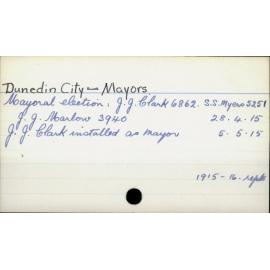 Dunedin City — Mayors
Mayoral election: J.J. Clark 6862. S.S. Myers 5251
J. J. Marlow 3940 28.4.15
J. J. Clark installed as mayor 5.5.15
1915-16. repts